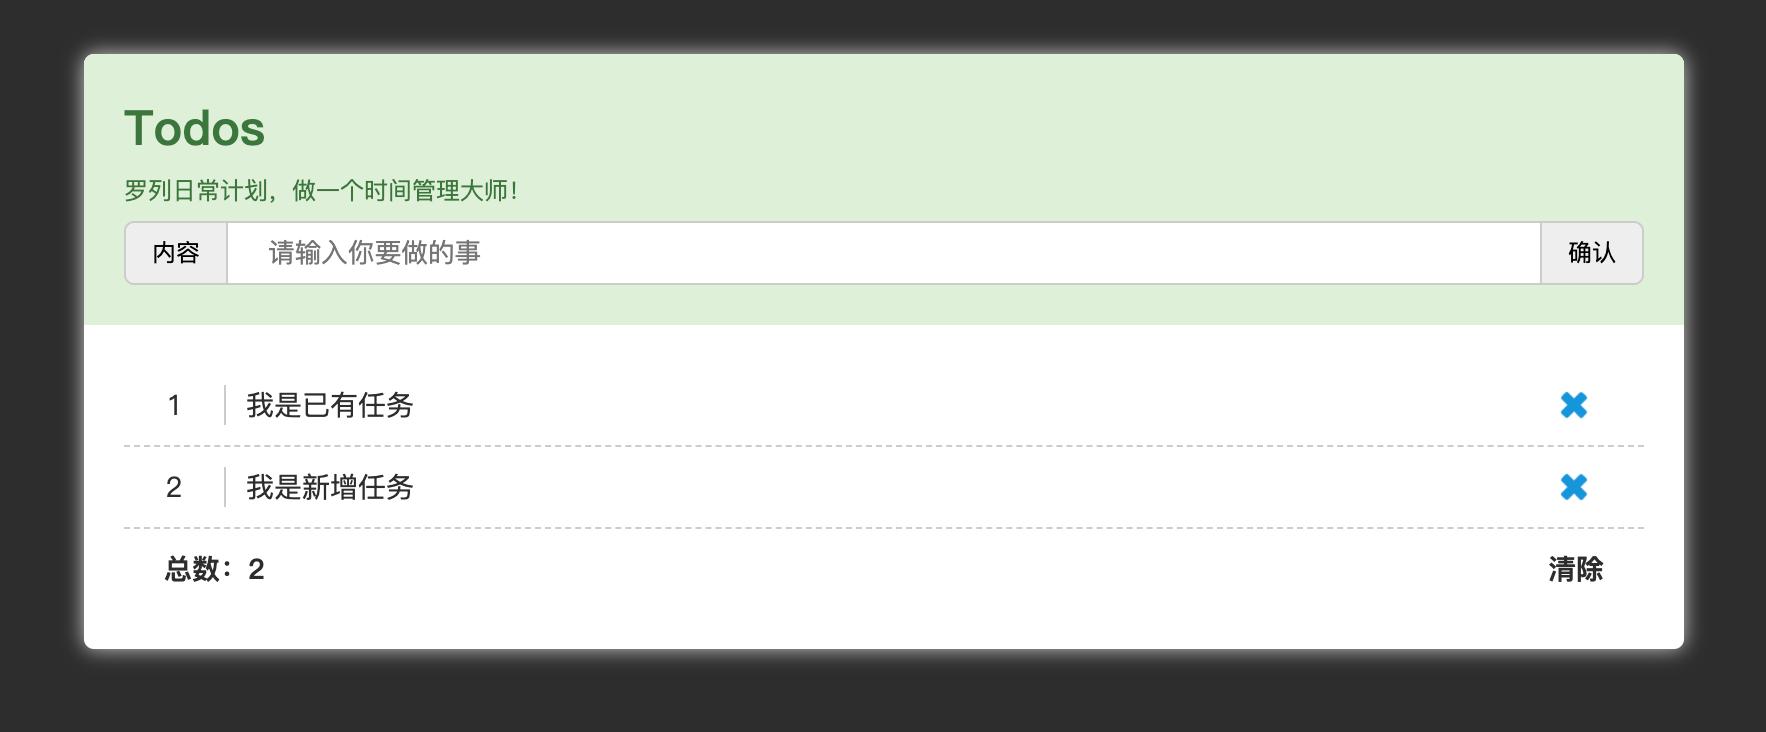 Todos
罗列日常计划，做一个时间管理大师！
内容 请输入你要做的事 确认
1 我是已有任务
2 我是新增任务
总数：2 清除